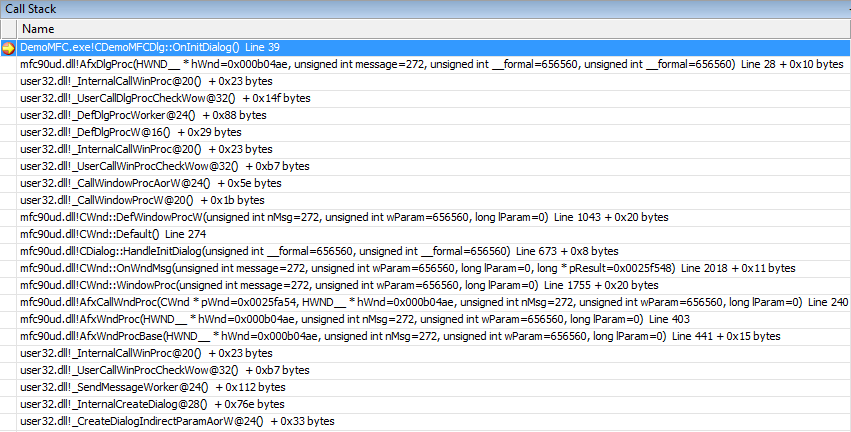 Call Stack
Name
DemoMFC.exe!CDemoMFCDlg::OnInitDialog() Line 39
mfc90ud.dll!AfxDlgProc(HWND__ * hWnd=0x000b04ae, unsigned int message=272, unsigned int __formal=656560, unsigned int __formal=656560) Line 28 + 0x10 bytes
user32.dll!_InternalCallWinProc@20() + 0x23 bytes
user32.dll!_UserCallDlgProcCheckWow@32() + 0x14f bytes
user32.dll!_DefDlgProcWorker@24() + 0x88 bytes
user32.dll!_DefDlgProcW@16() + 0x29 bytes
user32.dll!_InternalCallWinProc@20() + 0x23 bytes
user32.dll!_UserCallWinProcCheckWow@32() + 0xb7 bytes
user32.dll!_CallWindowProcAorW@24() + 0x5e bytes
user32.dll!_CallWindowProcW@20() + 0x1b bytes
mfc90ud.dll!CWnd::DefWindowProcW(unsigned int nMsg=272, unsigned int wParam=656560, long lParam=0) Line 1043 + 0x20 bytes
mfc90ud.dll!CWnd::Default() Line 274
mfc90ud.dll!CDialog::HandleInitDialog(unsigned int __formal=656560, unsigned int __formal=656560) Line 673 + 0x8 bytes
mfc90ud.dll!CWnd::OnWndMsg(unsigned int message=272, unsigned int wParam=656560, long lParam=0, long * pResult=0x0025f548) Line 2018 + 0x11 bytes
mfc90ud.dll!CWnd::WindowProc(unsigned int message=272, unsigned int wParam=656560, long lParam=0) Line 1755 + 0x20 bytes
mfc90ud.dll!AfxCallWndProc(CWnd * pWnd=0x0025fa54, HWND__ * hWnd=0x000b04ae, unsigned int nMsg=272, unsigned int wParam=656560, long lParam=0) Line 240
mfc90ud.dll!AfxWndProc(HWND__ * hWnd=0x000b04ae, unsigned int nMsg=272, unsigned int wParam=656560, long lParam=0) Line 403
mfc90ud.dll!AfxWndProcBase(HWND__ * hWnd=0x000b04ae, unsigned int nMsg=272, unsigned int wParam=656560, long lParam=0) Line 441 + 0x15 bytes
user32.dll!_InternalCallWinProc@20() + 0x23 bytes
user32.dll!_UserCallWinProcCheckWow@32() + 0xb7 bytes
user32.dll!_SendMessageWorker@24() + 0x112 bytes
user32.dll!_InternalCreateDialog@28() + 0x76e bytes
user32.dll!_CreateDialogIndirectParamAorW@24() + 0x33 bytes